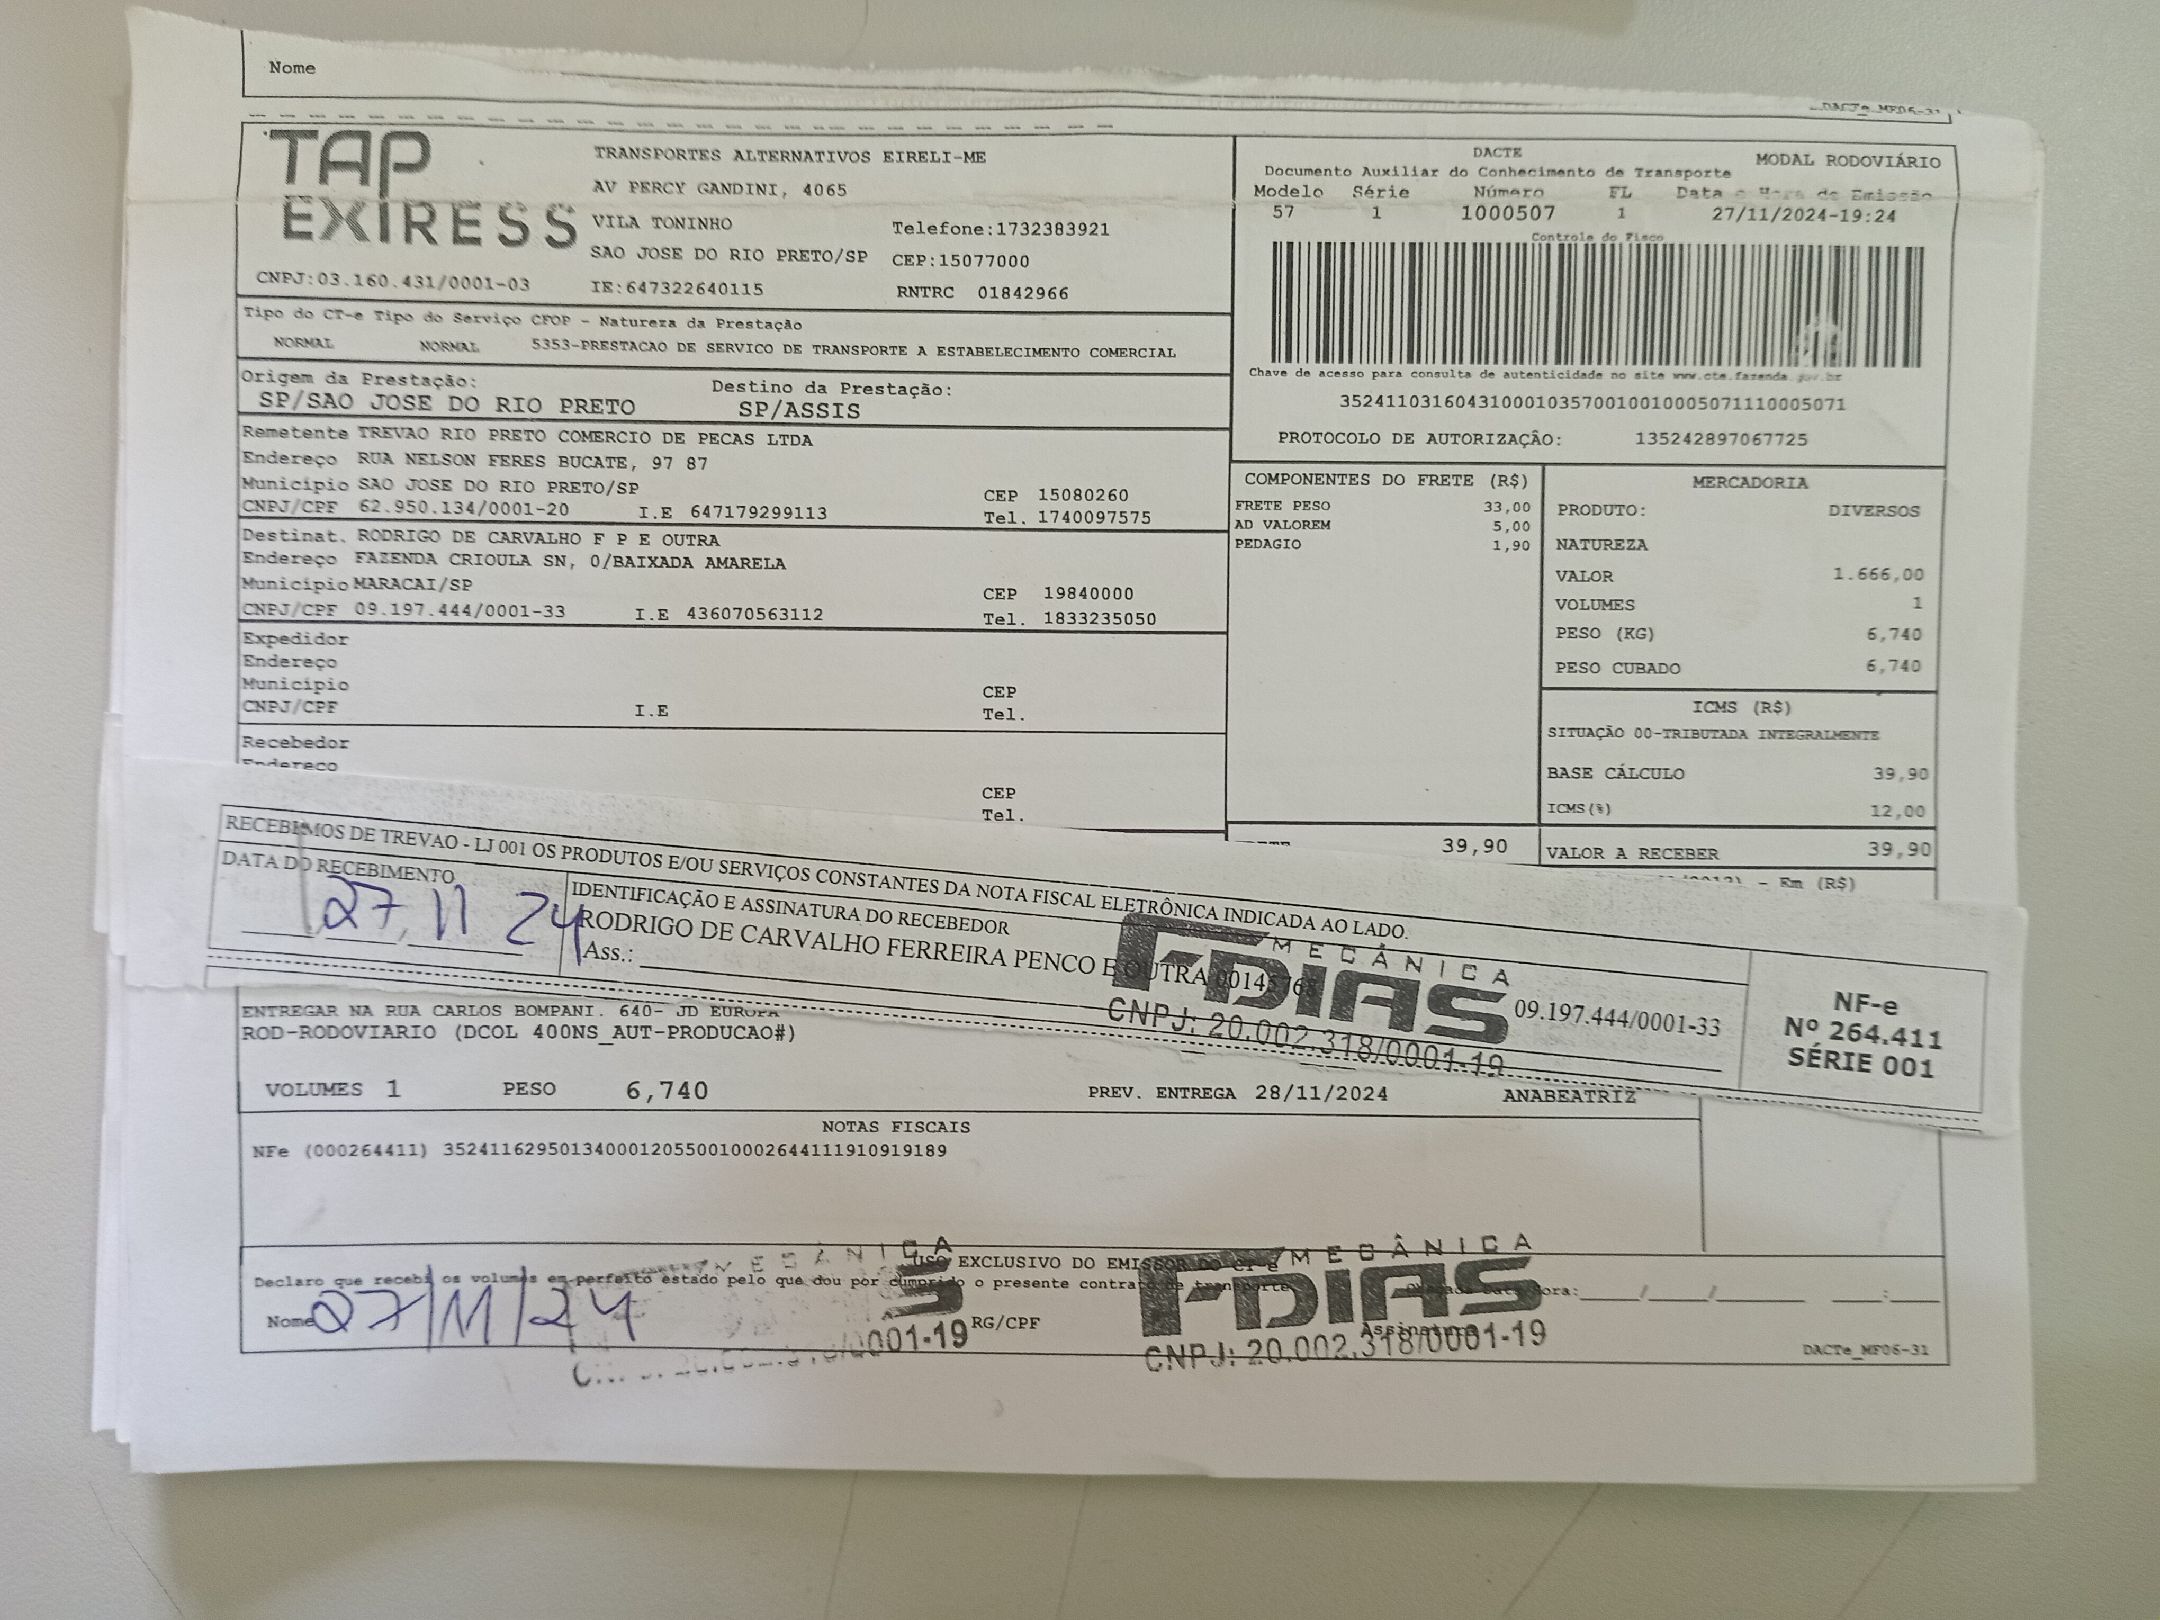 Nome
DACTe_MF06-31
TAP EXPRESS
TRANSPORTES ALTERNATIVOS EIRELI-ME
AV PERCY GANDINI, 4065
VILA TONINHO Telefone:1732383921
SAO JOSE DO RIO PRETO/SP CEP:15077000
CNPJ:03.160.431/0001-03 IE:647322640115 RNTRC 01842966
DACTE MODAL RODOVIÁRIO
Documento Auxiliar do Conhecimento de Transporte
Modelo Série Número FL Data e Hora de Emissão
57 1 1000507 1 27/11/2024-19:24
Controle do Fisco
Chave de acesso para consulta de autenticidade no site www.cte.fazenda.gov.br
35241103160431000103570010010005071110005071
PROTOCOLO DE AUTORIZAÇÂO: 135242897067725
Tipo do CT-e Tipo do Serviço CFOP - Natureza da Prestação
NORMAL NORMAL 5353-PRESTACAO DE SERVICO DE TRANSPORTE A ESTABELECIMENTO COMERCIAL
Origem da Prestação: Destino da Prestação:
SP/SAO JOSE DO RIO PRETO SP/ASSIS
Remetente TREVAO RIO PRETO COMERCIO DE PECAS LTDA
Endereço RUA NELSON FERES BUCATE, 97 87
Município SAO JOSE DO RIO PRETO/SP CEP 15080260
CNPJ/CPF 62.950.134/0001-20 I.E 647179299113 Tel. 1740097575
Destinat. RODRIGO DE CARVALHO F P E OUTRA
Endereço FAZENDA CRIOULA SN, 0/BAIXADA AMARELA
Município MARACAI/SP CEP 19840000
CNPJ/CPF 09.197.444/0001-33 I.E 436070563112 Tel. 1833235050
Expedidor
Endereço
Município CEP
CNPJ/CPF I.E Tel.
Recebedor
Endereço
CEP
Tel.
COMPONENTES DO FRETE (R$)
FRETE PESO 33,00
AD VALOREM 5,00
PEDAGIO 1,90
39,90
MERCADORIA
PRODUTO: DIVERSOS
NATUREZA
VALOR 1.666,00
VOLUMES 1
PESO (KG) 6,740
PESO CUBADO 6,740
ICMS (R$)
SITUAÇÃO 00-TRIBUTADA INTEGRALMENTE
BASE CÁLCULO 39,90
ICMS(%) 12,00
VALOR A RECEBER 39,90
- Em (R$)
RECEBEMOS DE TREVAO - LJ 001 OS PRODUTOS E/OU SERVIÇOS CONSTANTES DA NOTA FISCAL ELETRÔNICA INDICADA AO LADO.
DATA DO RECEBIMENTO
27 11 24
IDENTIFICAÇÃO E ASSINATURA DO RECEBEDOR
RODRIGO DE CARVALHO FERREIRA PENCO E OUTRA 09.197.444/0001-33
Ass.:
MECÂNICA
FDIAS
CNPJ: 20.002.318/0001-19
NF-e
Nº 264.411
SÉRIE 001
ENTREGAR NA RUA CARLOS BOMPANI. 640- JD EUROPA
ROD-RODOVIARIO (DCOL 400NS_AUT-PRODUCAO#)
VOLUMES 1 PESO 6,740 PREV. ENTREGA 28/11/2024 ANABEATRIZ
NOTAS FISCAIS
NFe (000264411) 35241162950134000120550010002644111910919189
USO EXCLUSIVO DO EMISSOR DO CT-e
Declaro que recebi os volumes em perfeito estado pelo que dou por cumprido o presente contrato de transporte
Nome 27/11/24 RG/CPF Assinatura
MECÂNICA
S
0001-19
MECÂNICA
FDIAS
CNPJ: 20.002.318/0001-19
DACTe_MF06-31